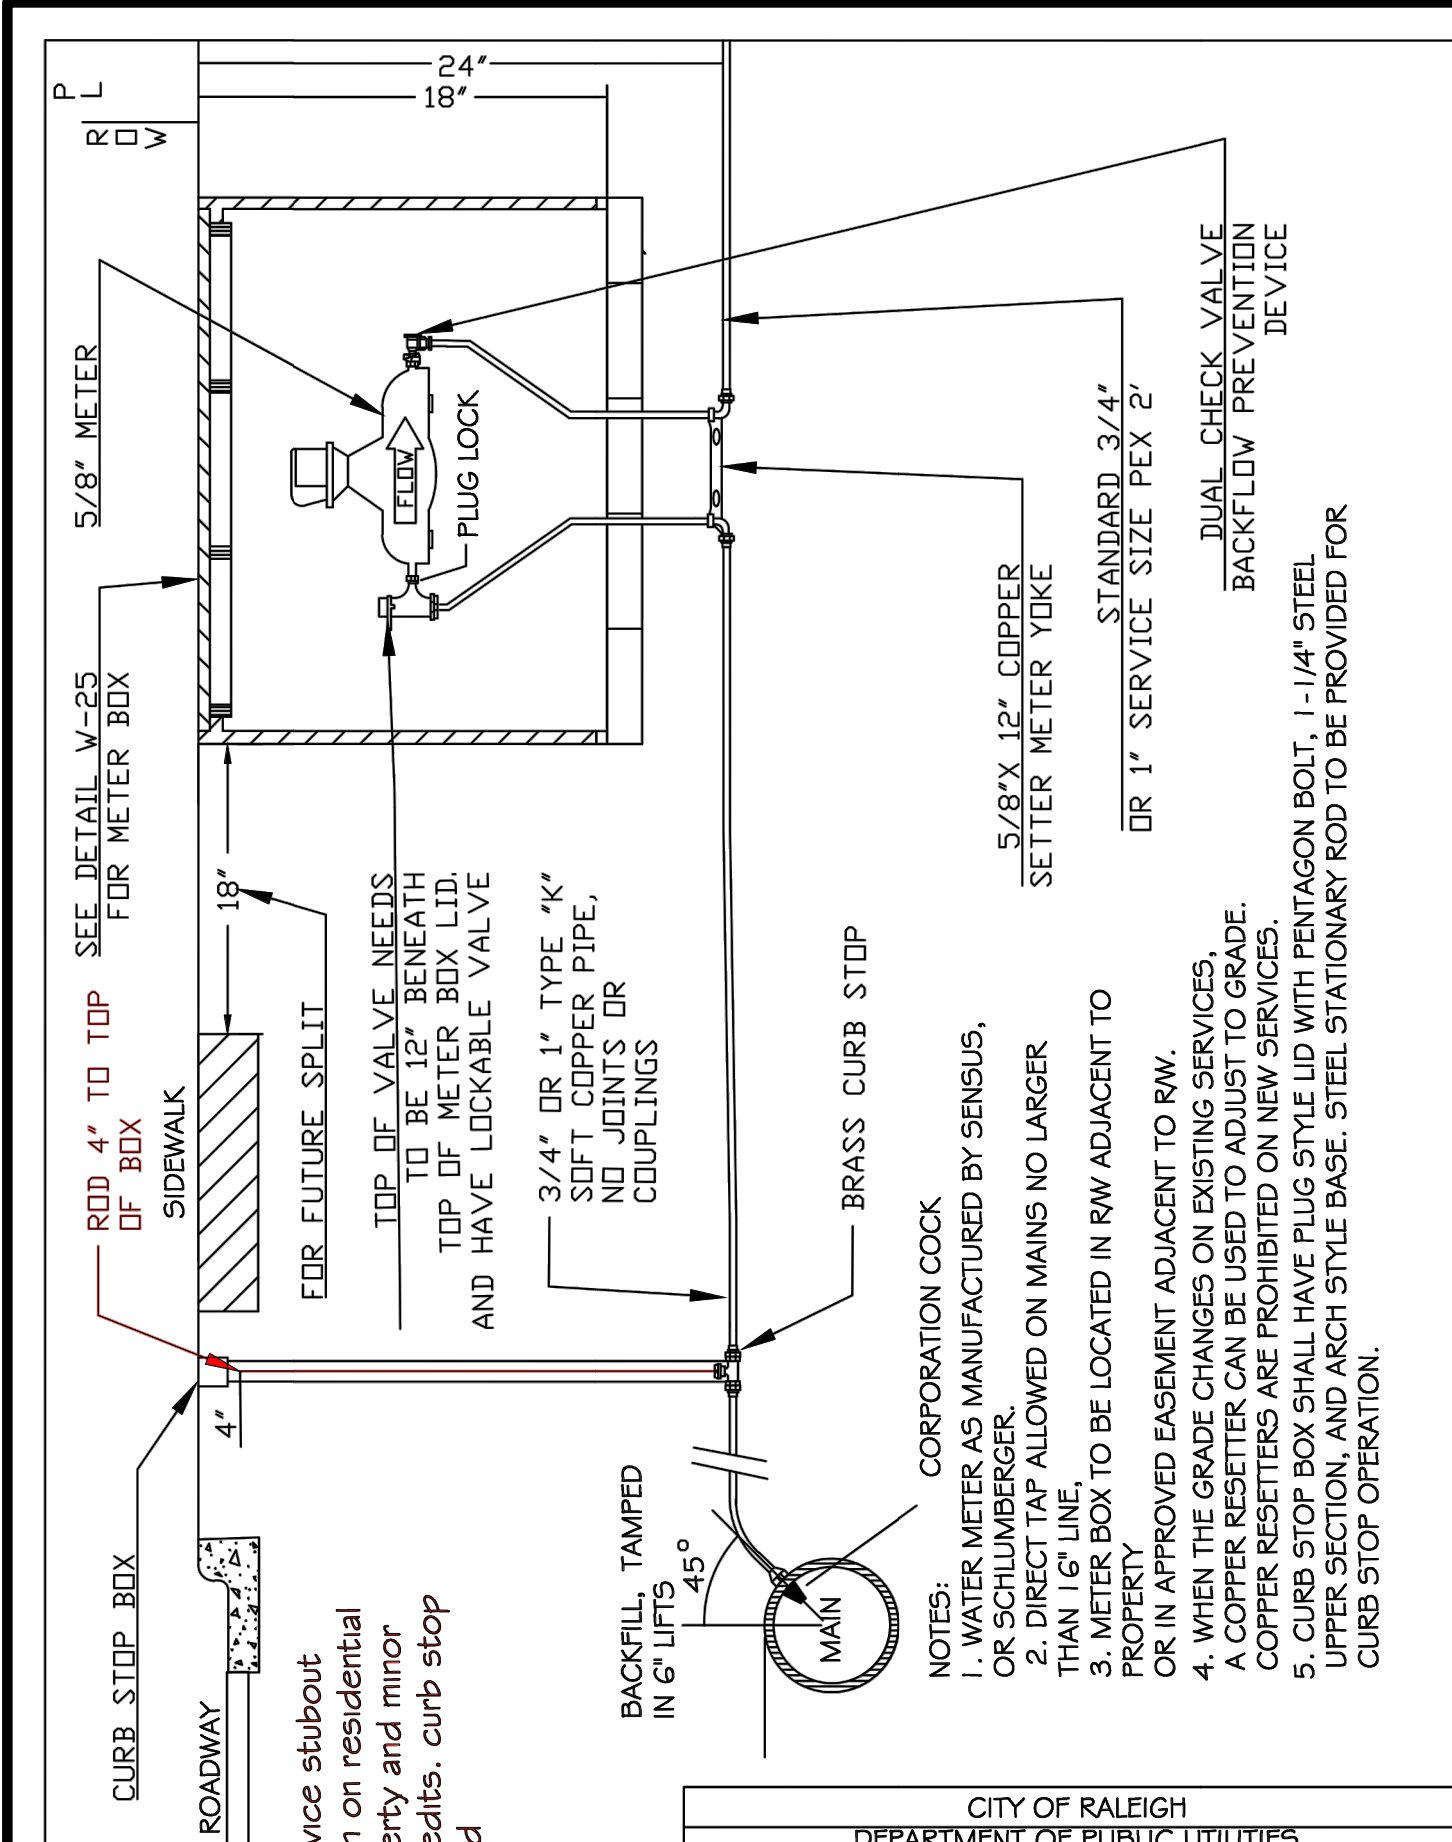 P
L
R
O
W
24"
18"
5/8" METER
SEE DETAIL W-25
FOR METER BOX
ROD 4" TO TOP
OF BOX
SIDEWALK
18"
FOR FUTURE SPLIT
FLOW
PLUG LOCK
TOP OF VALVE NEEDS
TO BE 12" BENEATH
TOP OF METER BOX LID.
AND HAVE LOCKABLE VALVE
3/4" OR 1" TYPE "K"
SOFT COPPER PIPE,
NO JOINTS OR
COUPLINGS
BRASS CURB STOP
5/8"X 12" COPPER
SETTER METER YOKE
STANDARD 3/4"
OR 1" SERVICE SIZE PEX 2'
DUAL CHECK VALVE
BACKFLOW PREVENTION
DEVICE
CURB STOP BOX
4"
ROADWAY
BACKFILL, TAMPED
IN 6" LIFTS
45°
MAIN
CORPORATION COCK
NOTES:
1. WATER METER AS MANUFACTURED BY SENSUS,
OR SCHLUMBERGER.
2. DIRECT TAP ALLOWED ON MAINS NO LARGER
THAN 16" LINE,
3. METER BOX TO BE LOCATED IN R/W ADJACENT TO
PROPERTY
OR IN APPROVED EASEMENT ADJACENT TO R/W.
4. WHEN THE GRADE CHANGES ON EXISTING SERVICES,
A COPPER RESETTER CAN BE USED TO ADJUST TO GRADE.
COPPER RESETTERS ARE PROHIBITED ON NEW SERVICES.
5. CURB STOP BOX SHALL HAVE PLUG STYLE LID WITH PENTAGON BOLT, 1-1/4" STEEL
UPPER SECTION, AND ARCH STYLE BASE. STEEL STATIONARY ROD TO BE PROVIDED FOR
CURB STOP OPERATION.
stubout
on residential
and minor
edits. curb stop
CITY OF RALEIGH
DEPARTMENT OF PUBLIC UTILITIES